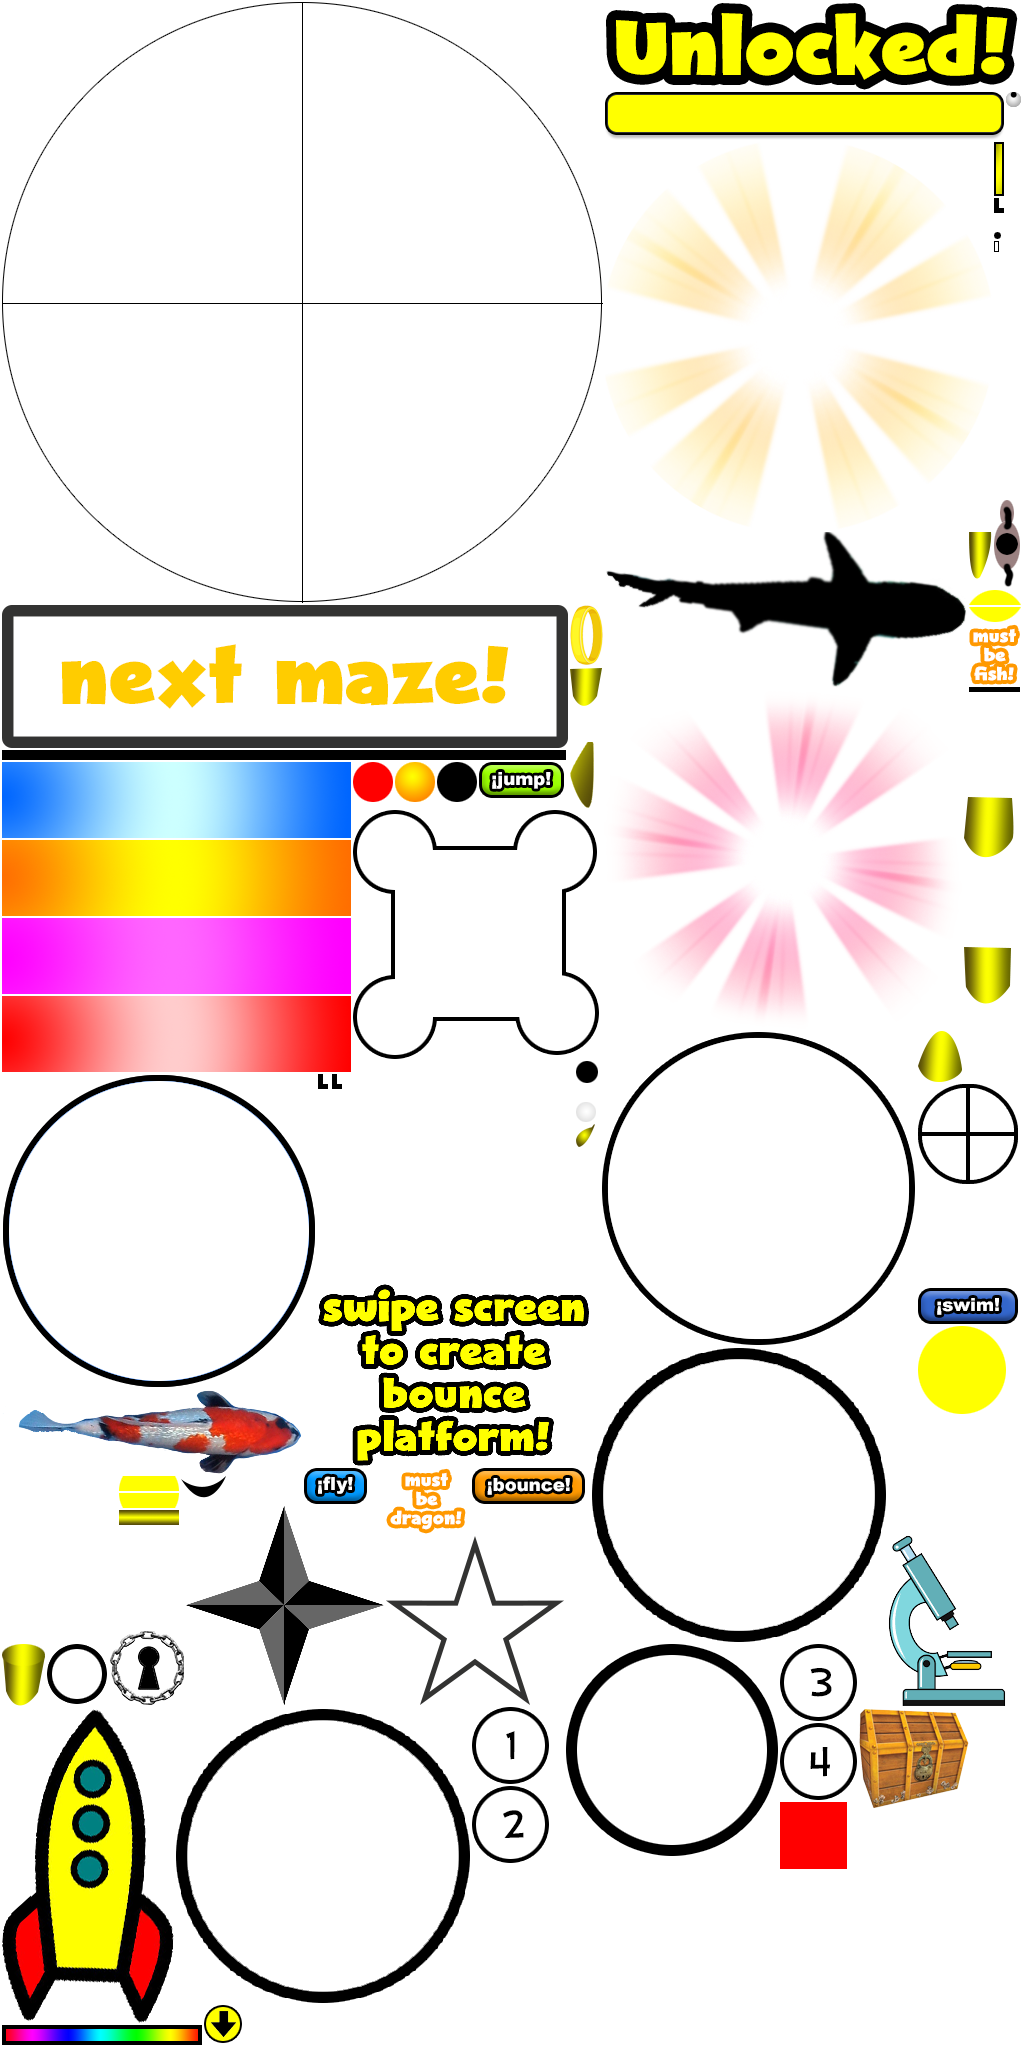 Unlocked!
must
be
fish!
next maze!
¡jump!
¡swim!
swipe screen
to create
bounce
platform!
¡fly!
must
be
dragon!
¡bounce!
1
2
3
4